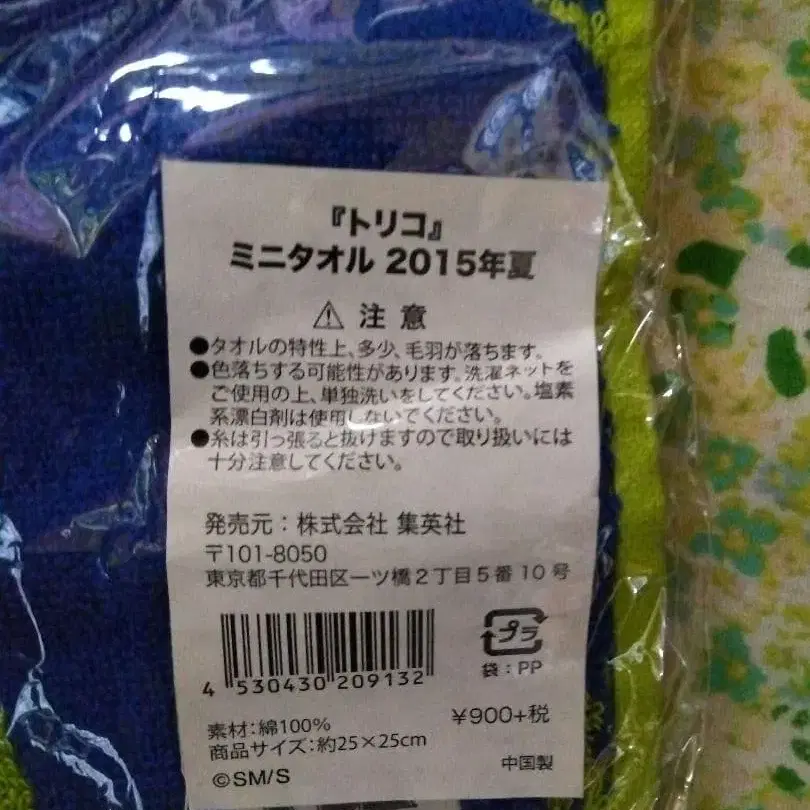 『トリコ』
ミニタオル 2015年夏
⚠ 注意
●タオルの特性上、多少、毛羽が落ちます。
●色落ちする可能性があります。洗濯ネットを
ご使用の上、単独洗いをしてください。塩素
系漂白剤は使用しないでください。
●糸は引っ張ると抜けますので取り扱いには
十分注意してください。
発売元：株式会社 集英社
〒101-8050
東京都千代田区一ツ橋2丁目5番10号
4 530430 209132
プラ
袋：PP
¥900+税
素材：綿100%
商品サイズ：約25×25cm
中国製
©SM/S